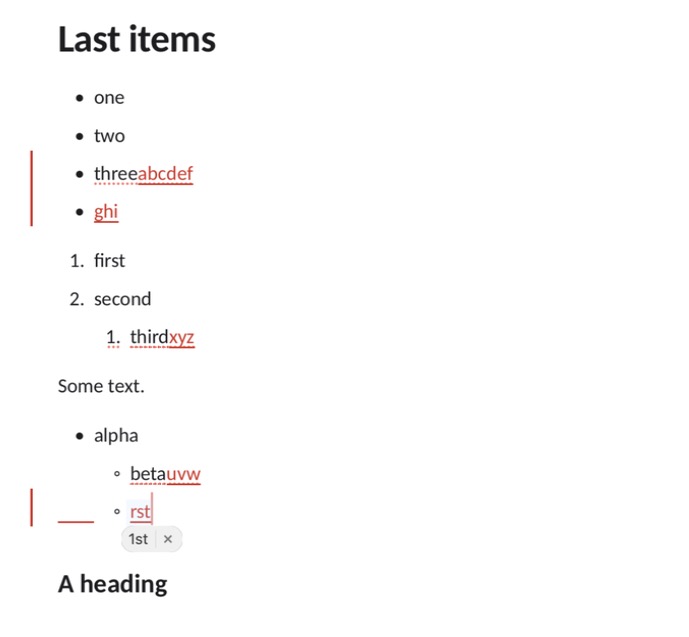 Last items
• one
• two
• threeabcdef
• ghi
1. first
2. second
1. thirdxyz
Some text.
• alpha
◦ betauvw
◦ rst
1st ×
A heading